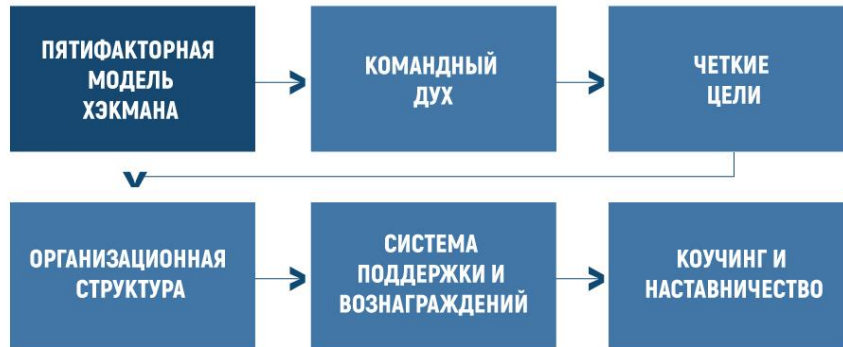 ПЯТИФАКТОРНАЯ
МОДЕЛЬ
ХЭКМАНА
КОМАНДНЫЙ
ДУХ
ЧЕТКИЕ
ЦЕЛИ
ОРГАНИЗАЦИОННАЯ
СТРУКТУРА
СИСТЕМА
ПОДДЕРЖКИ И
ВОЗНАГРАЖДЕНИЙ
КОУЧИНГ И
НАСТАВНИЧЕСТВО